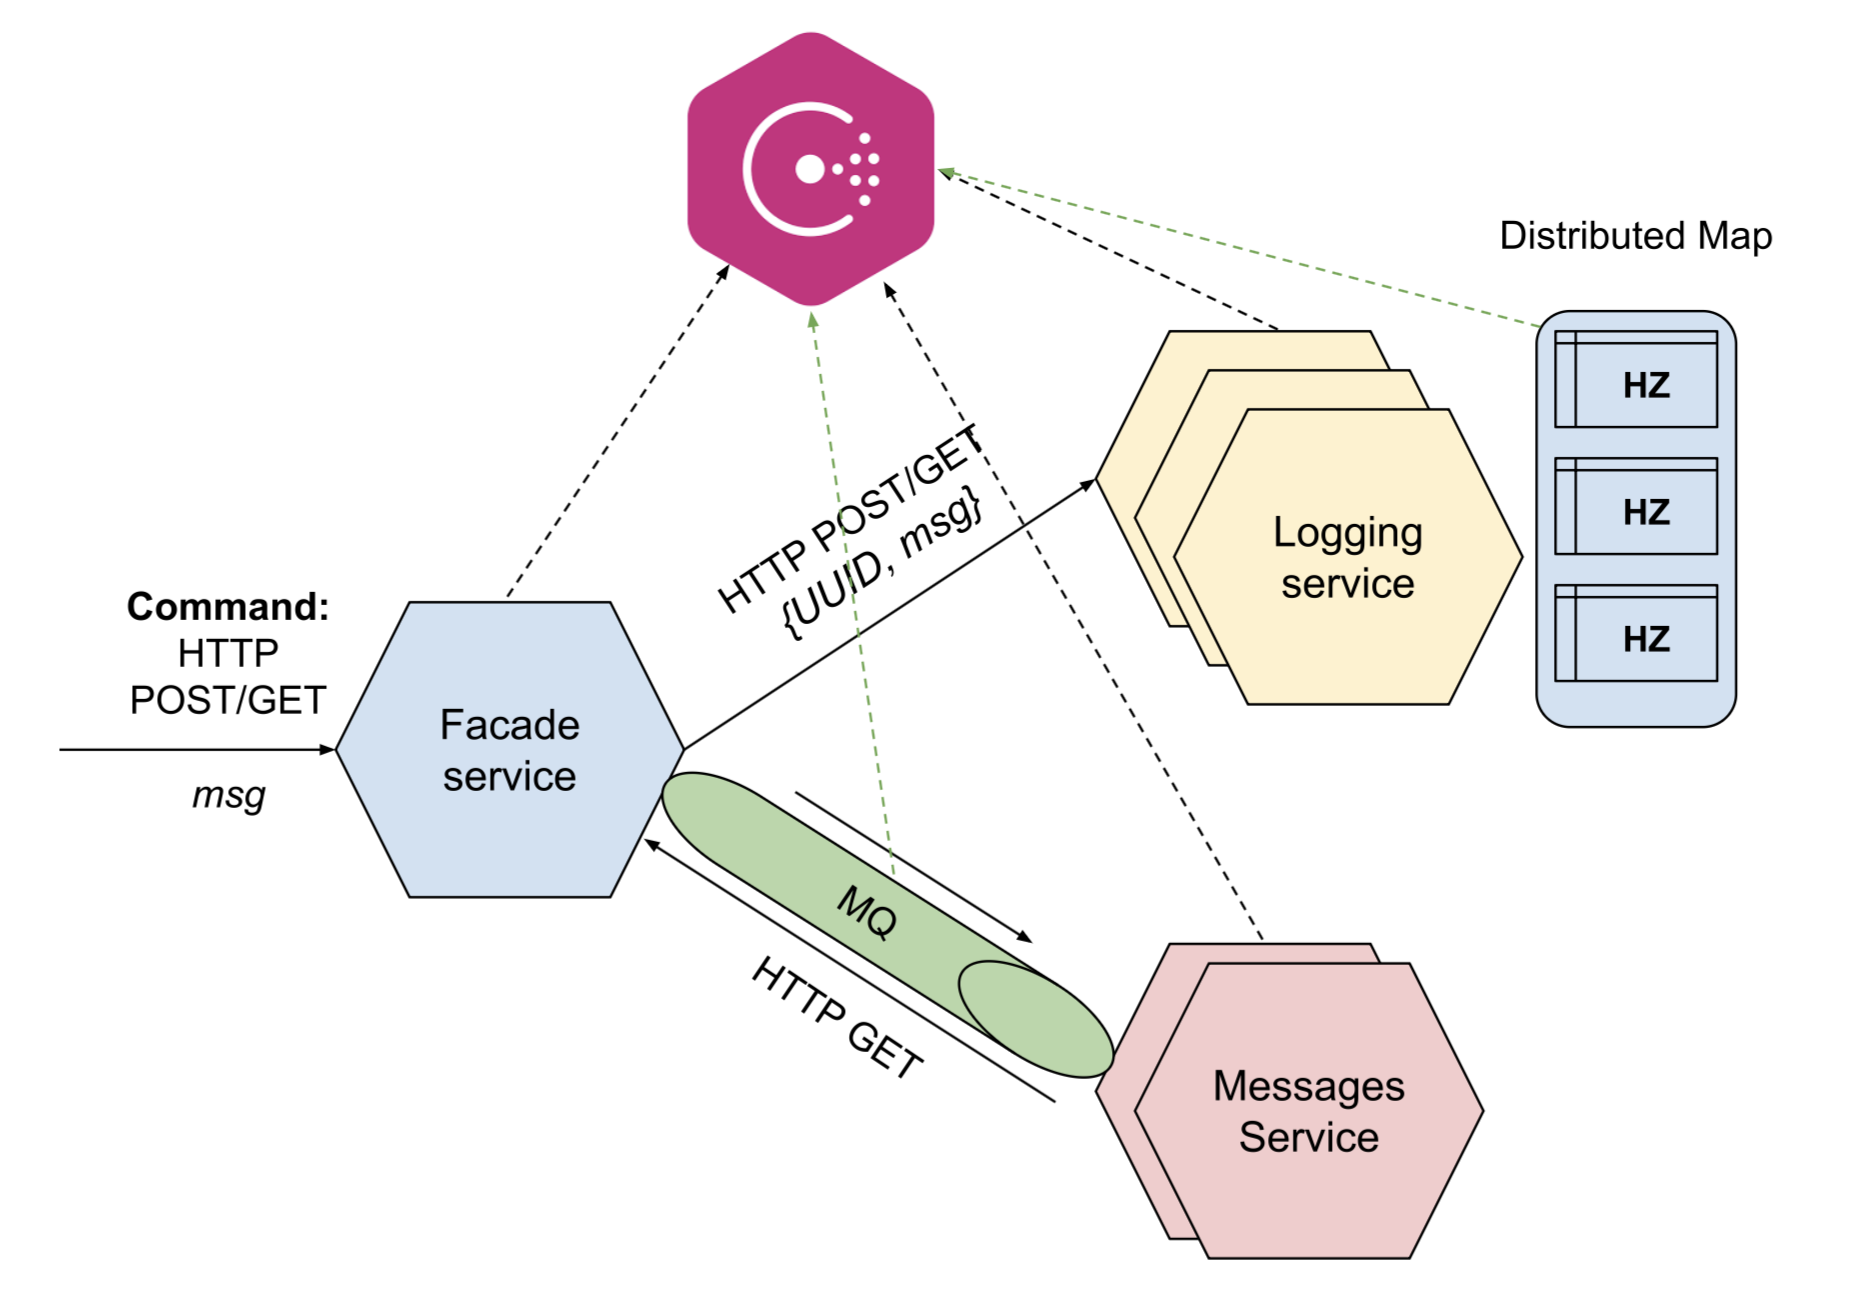 Distributed Map
HZ
HZ
HZ
HTTP POST/GET
{UUID, msg}
Logging
service
Command:
HTTP
POST/GET
msg
Facade
service
MQ
HTTP GET
Messages
Service